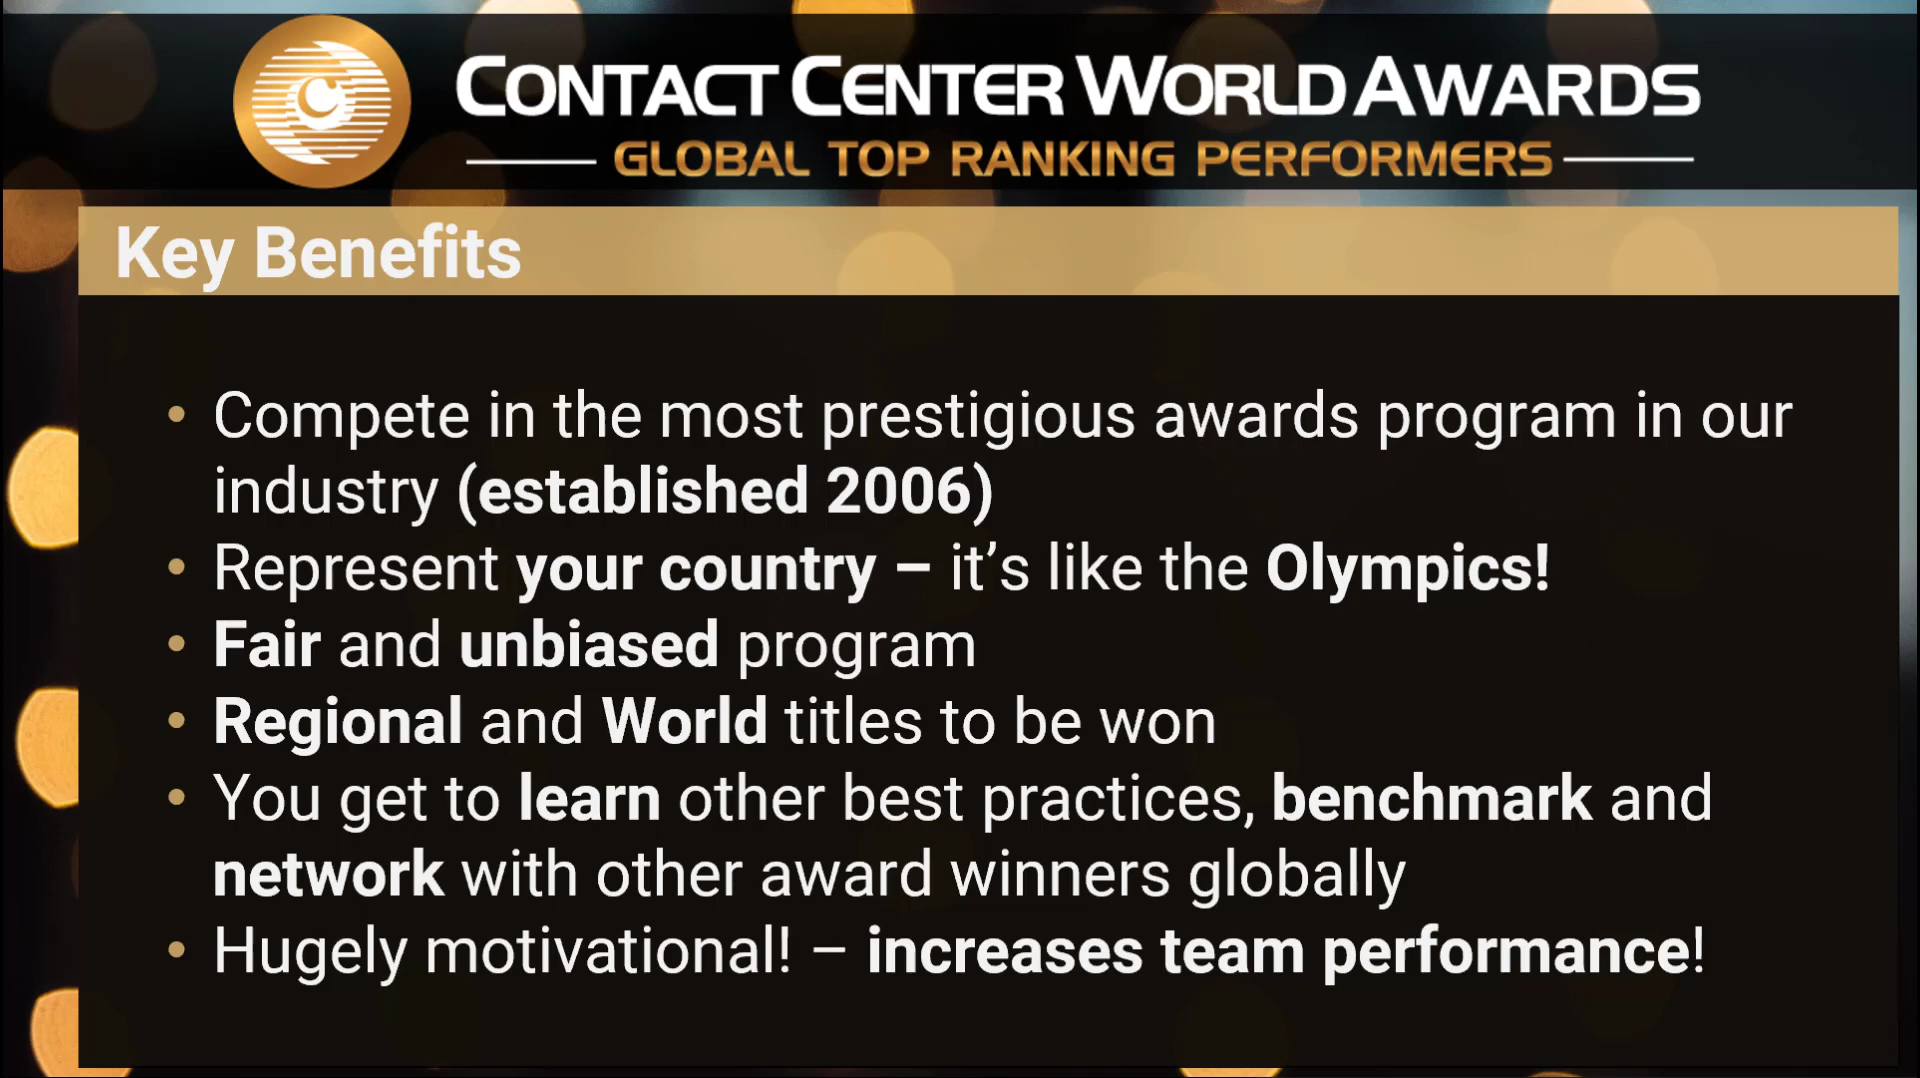 CONTACT CENTER WORLD AWARDS
GLOBAL TOP RANKING PERFORMERS
Key Benefits
• Compete in the most prestigious awards program in our
industry (established 2006)
• Represent your country – it’s like the Olympics!
• Fair and unbiased program
• Regional and World titles to be won
• You get to learn other best practices, benchmark and
network with other award winners globally
• Hugely motivational! – increases team performance!